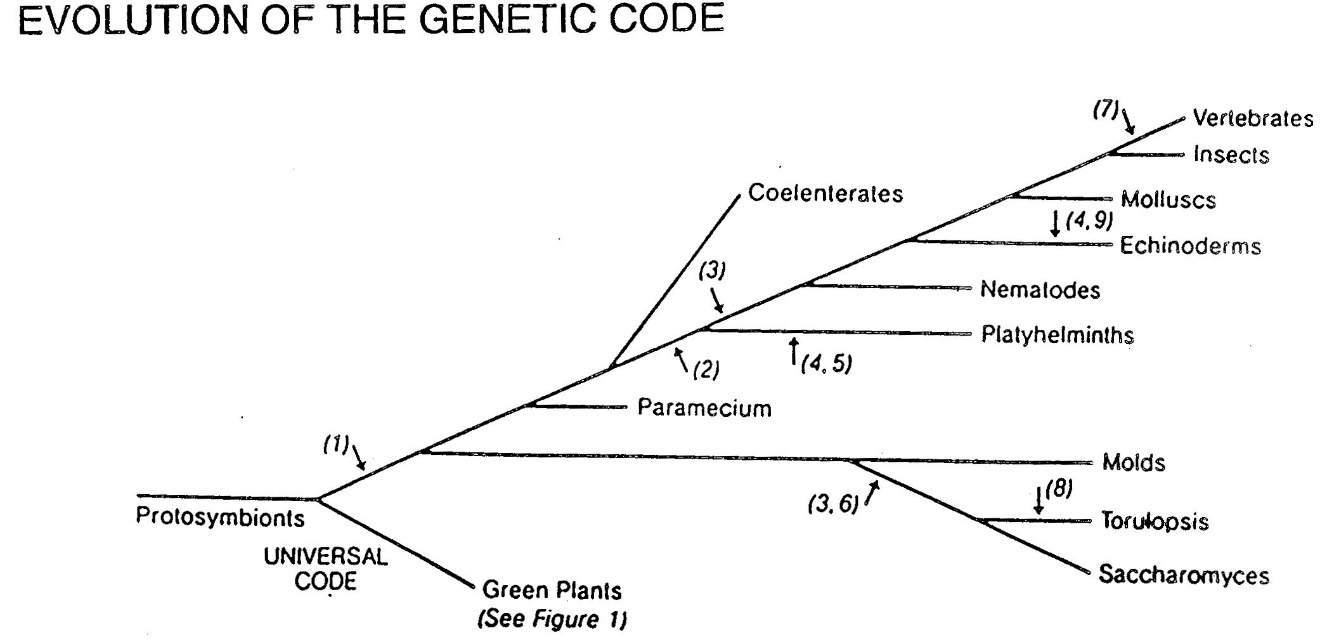 EVOLUTION OF THE GENETIC CODE
(7)
Vertebrates
Insects
Coelenterates
Molluscs
(4,9)
Echinoderms
(3)
Nematodes
Platyhelminths
(2)
(4,5)
Paramecium
(1)
Molds
(3,6)
(8)
Torulopsis
Protosymbionts
UNIVERSAL
CODE
Saccharomyces
Green Plants
(See Figure 1)